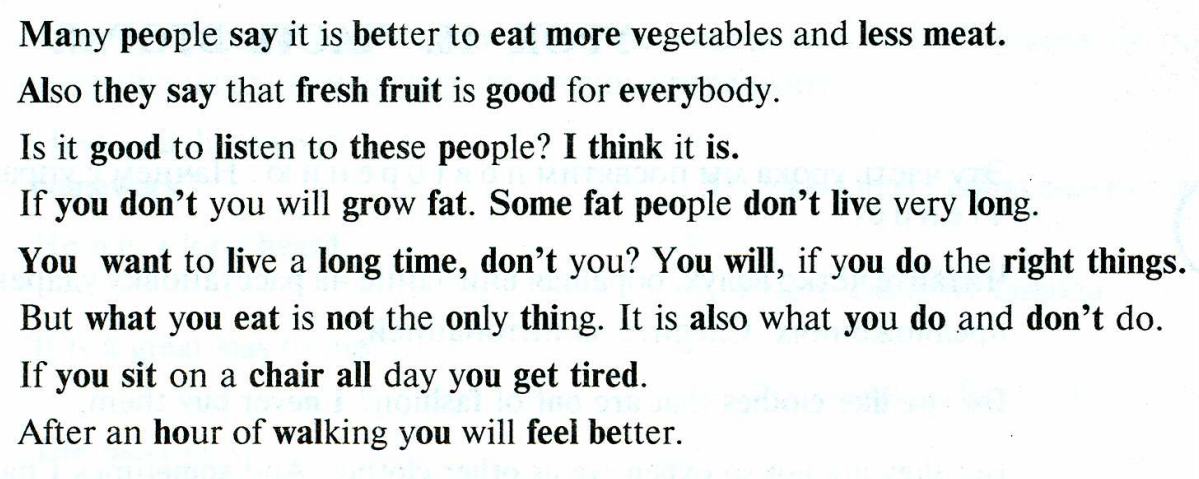 Many people say it is better to eat more vegetables and less meat.
Also they say that fresh fruit is good for everybody.
Is it good to listen to these people? I think it is.
If you don't you will grow fat. Some fat people don't live very long.
You want to live a long time, don't you? You will, if you do the right things.
But what you eat is not the only thing. It is also what you do and don't do.
If you sit on a chair all day you get tired.
After an hour of walking you will feel better.